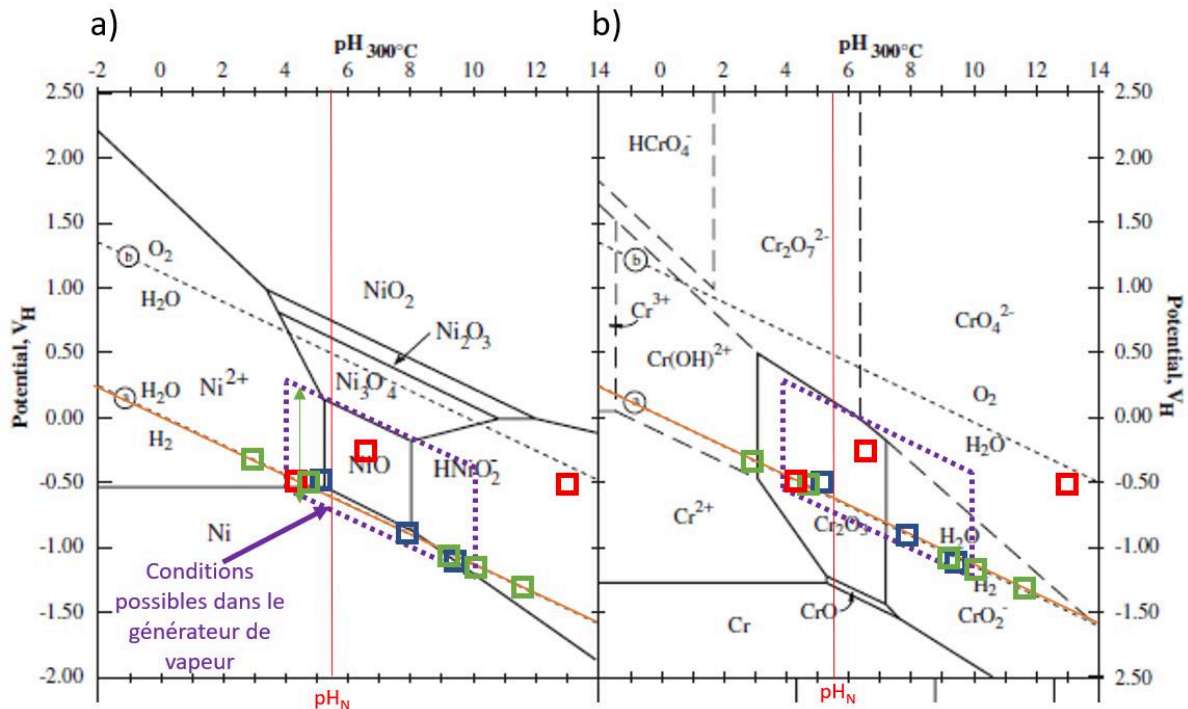 a)
b)
pH 300°C
pH 300°C
-2 0 2 4 6 8 10 12 14 0 2 4 6 8 10 12 14
2.50
2.00
1.50
1.00
0.50
0.00
-0.50
-1.00
-1.50
-2.00
Potential, V_H
b
O₂
H₂O
NiO₂
Ni₂O₃
Ni²⁺
Ni₃O₄
a
H₂O
H₂
NiO
HNiO₂⁻
Ni
Conditions
possibles dans le
générateur de
vapeur
pH_N
HCrO₄⁻
Cr₂O₇²⁻
b
Cr³⁺
CrO₄²⁻
Cr(OH)²⁺
O₂
a
H₂O
Cr²⁺
Cr₂O₃
H₂O
H₂
CrO
CrO₂⁻
Cr
pH_N
2.50
2.00
1.50
1.00
0.50
0.00
-0.50
-1.00
-1.50
2.50
Potential, V_H